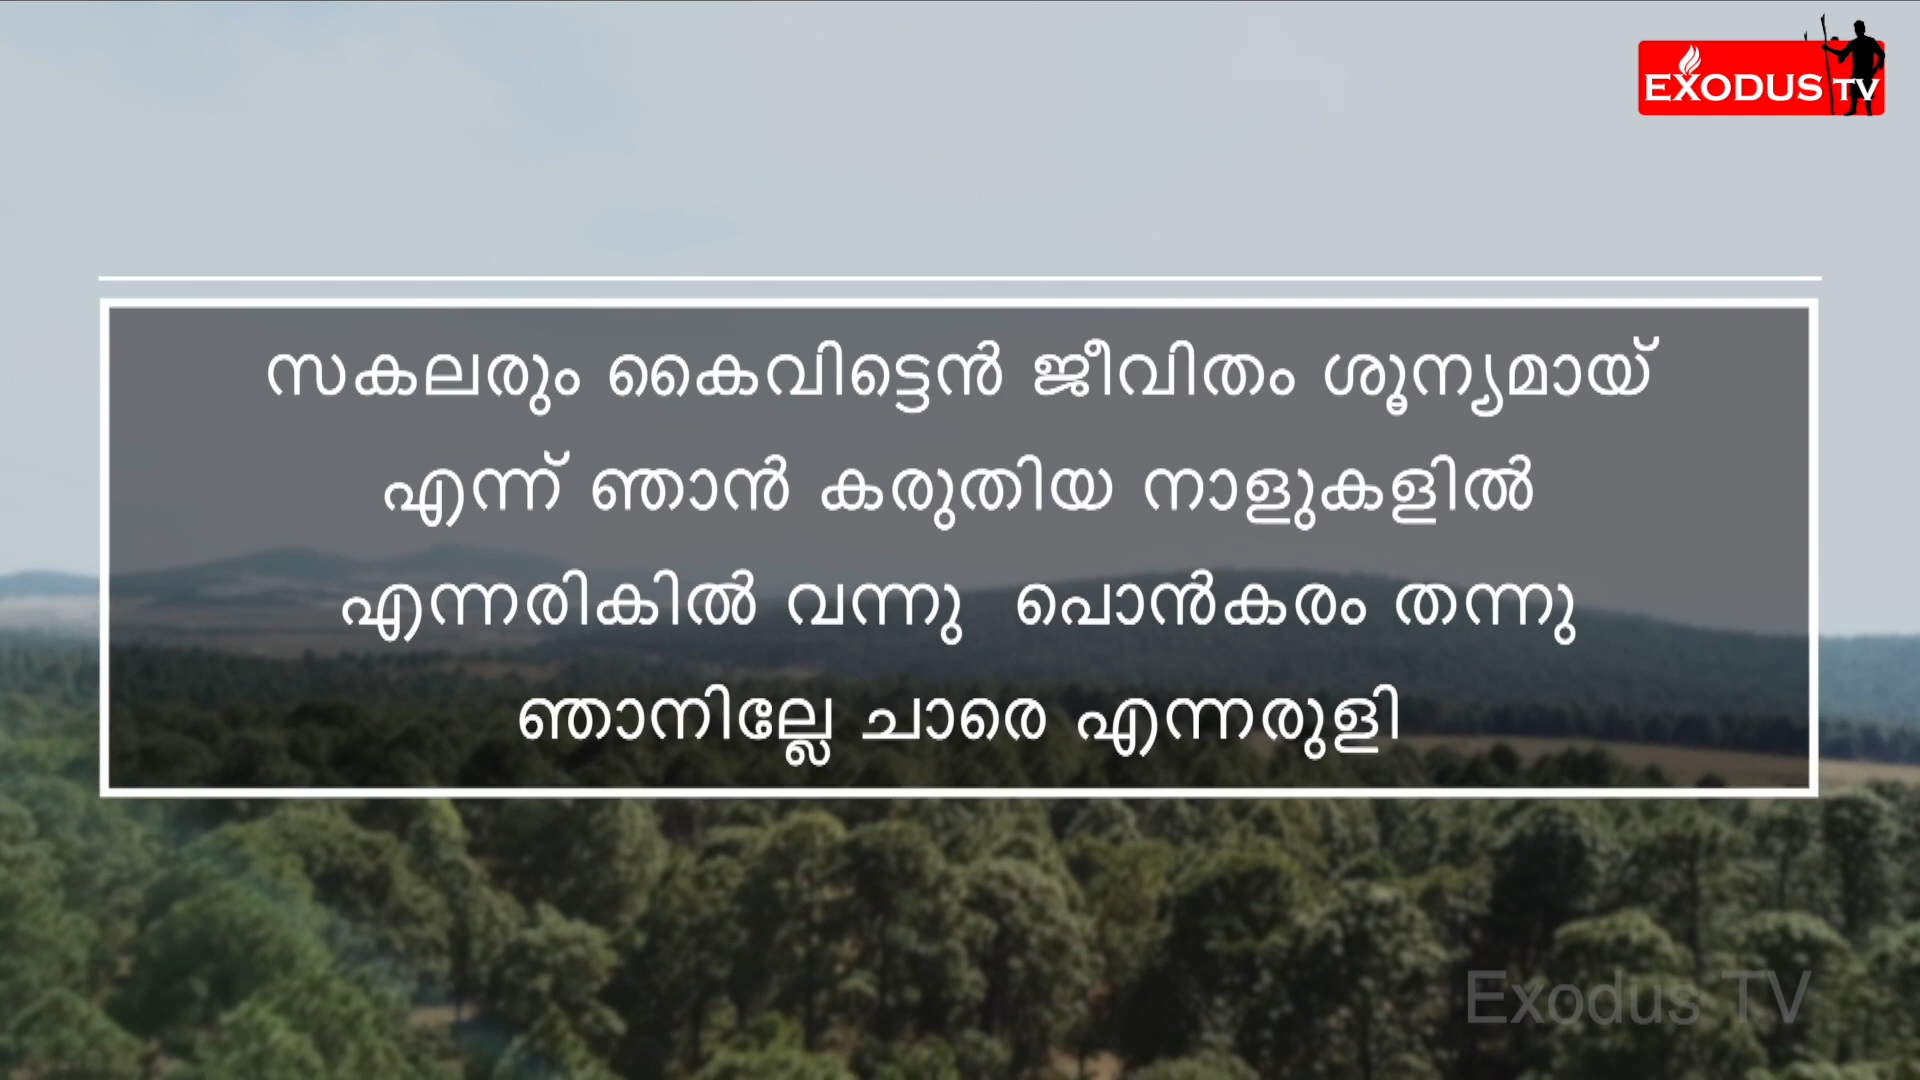 EXODUS TV
സകലരും കൈവിട്ടെൻ ജീവിതം ശൂന്യമായ്
എന്ന് ഞാൻ കരുതിയ നാളുകളിൽ
എന്നരികിൽ വന്നു  പൊൻകരം തന്നു
ഞാനില്ലേ ചാരെ എന്നരുളി
Exodus TV